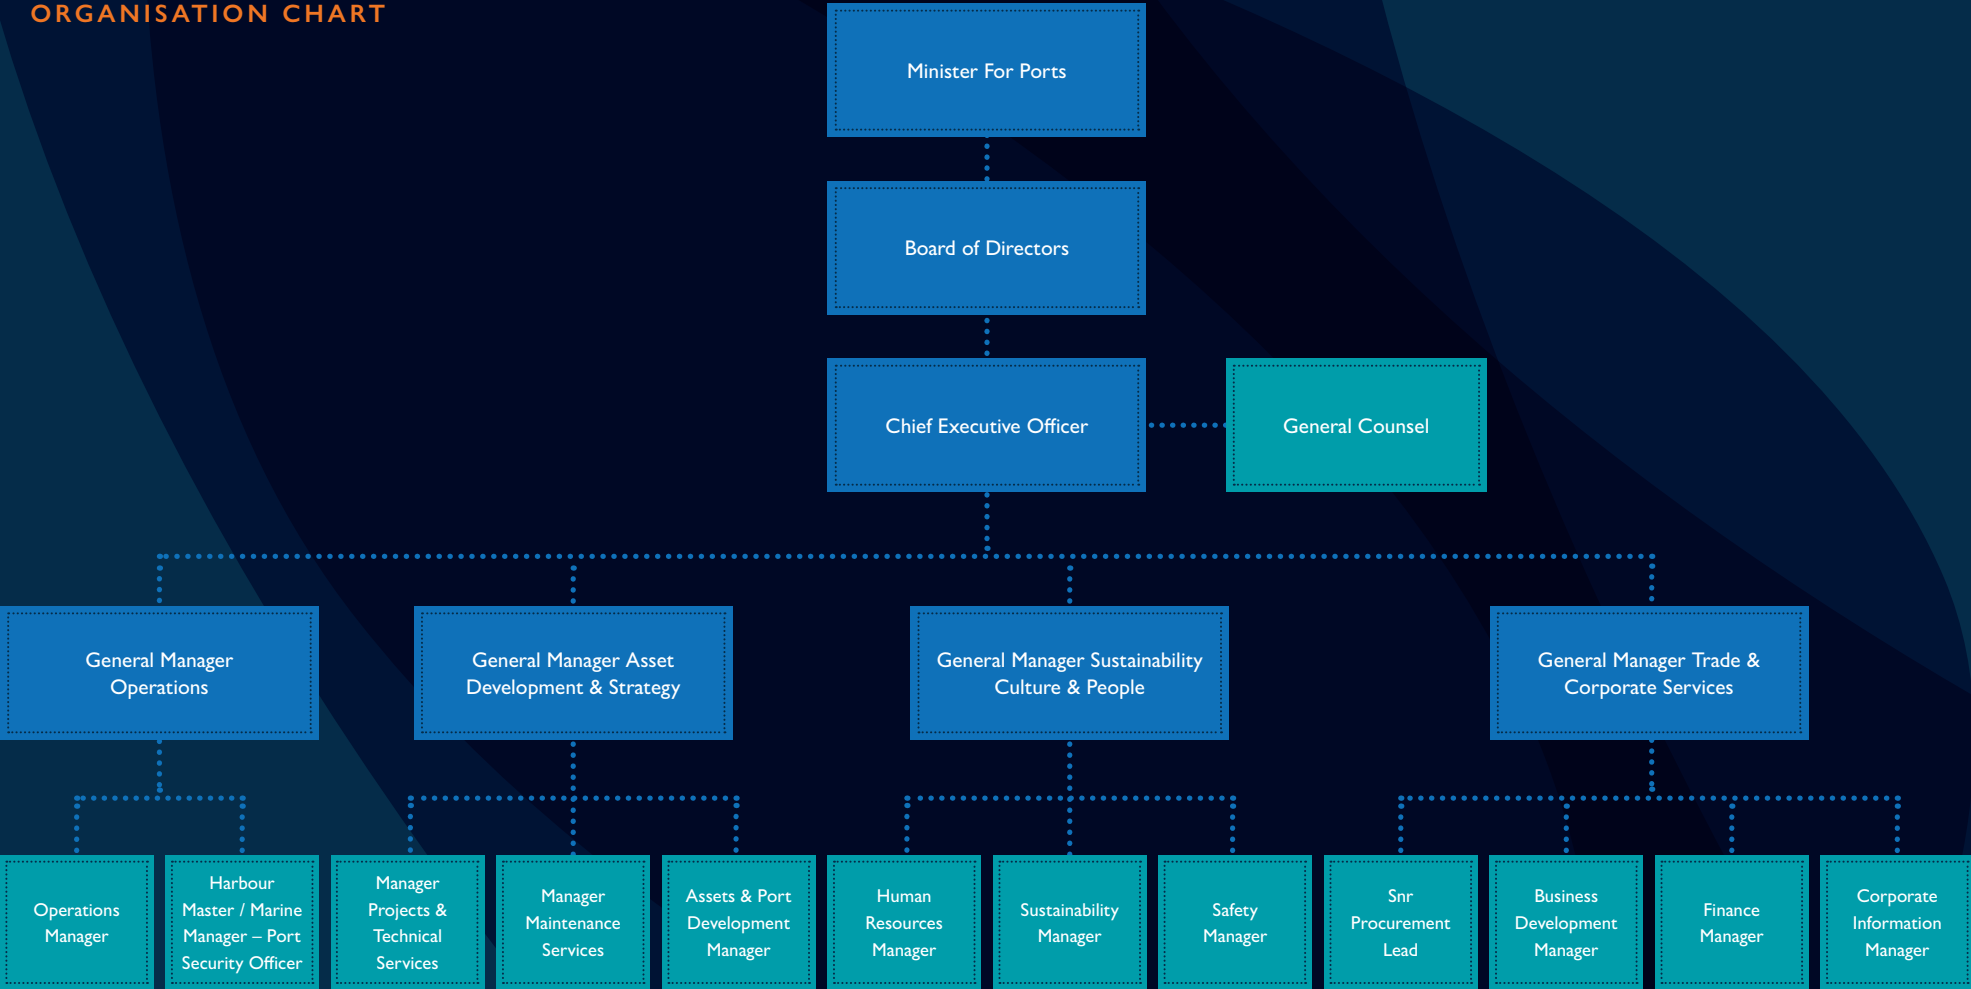 ORGANISATION CHART
Minister For Ports
Board of Directors
Chief Executive Officer
General Counsel
General Manager
Operations
General Manager Asset
Development & Strategy
General Manager Sustainability
Culture & People
General Manager Trade &
Corporate Services
Operations
Manager
Harbour
Master / Marine
Manager – Port
Security Officer
Manager
Projects &
Technical
Services
Manager
Maintenance
Services
Assets & Port
Development
Manager
Human
Resources
Manager
Sustainability
Manager
Safety
Manager
Snr
Procurement
Lead
Business
Development
Manager
Finance
Manager
Corporate
Information
Manager